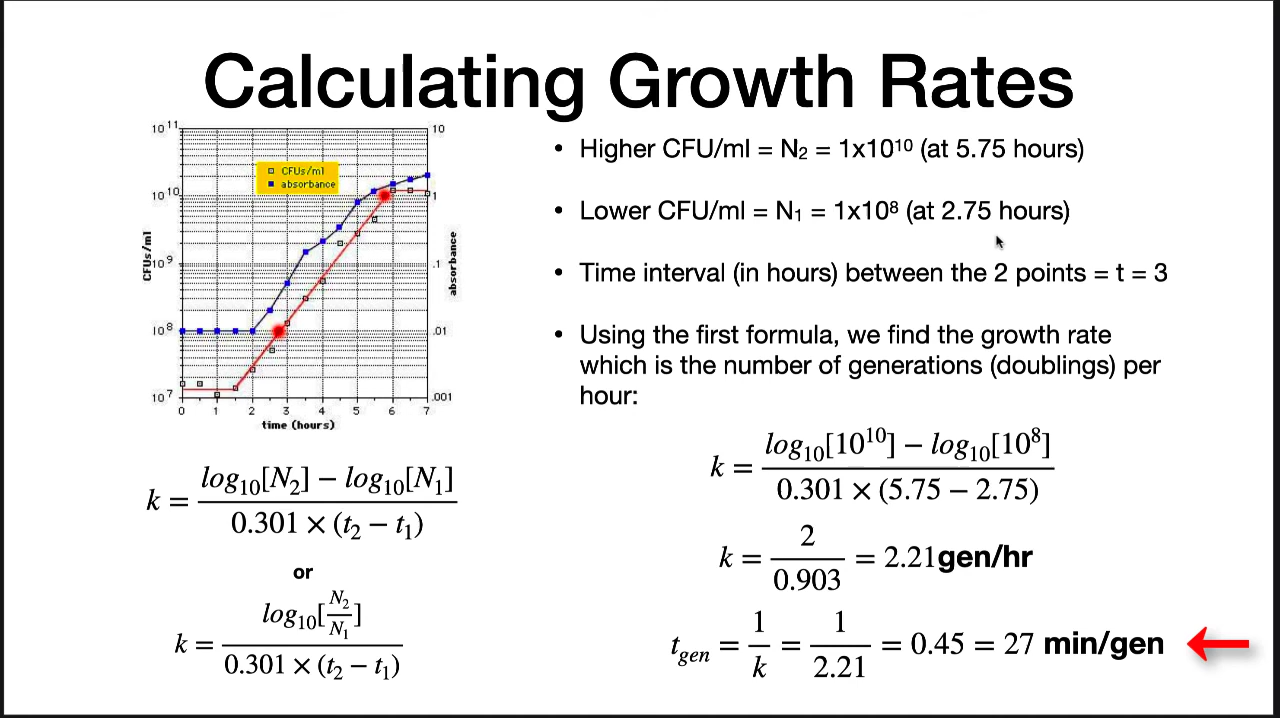 Calculating Growth Rates
10¹¹
10¹⁰
10⁹
10⁸
10⁷
CFUs/ml
CFUs/ml
absorbance
10
1
.1
.01
.001
absorbance
0 1 2 3 4 5 6 7
time (hours)
k = log₁₀[N₂] − log₁₀[N₁] / 0.301 × (t₂ − t₁)
or
k = log₁₀[N₂/N₁] / 0.301 × (t₂ − t₁)
• Higher CFU/ml = N₂ = 1x10¹⁰ (at 5.75 hours)
• Lower CFU/ml = N₁ = 1x10⁸ (at 2.75 hours)
• Time interval (in hours) between the 2 points = t = 3
• Using the first formula, we find the growth rate
which is the number of generations (doublings) per
hour:
k = log₁₀[10¹⁰] − log₁₀[10⁸] / 0.301 × (5.75 − 2.75)
k = 2 / 0.903 = 2.21gen/hr
t_gen = 1/k = 1/2.21 = 0.45 = 27 min/gen